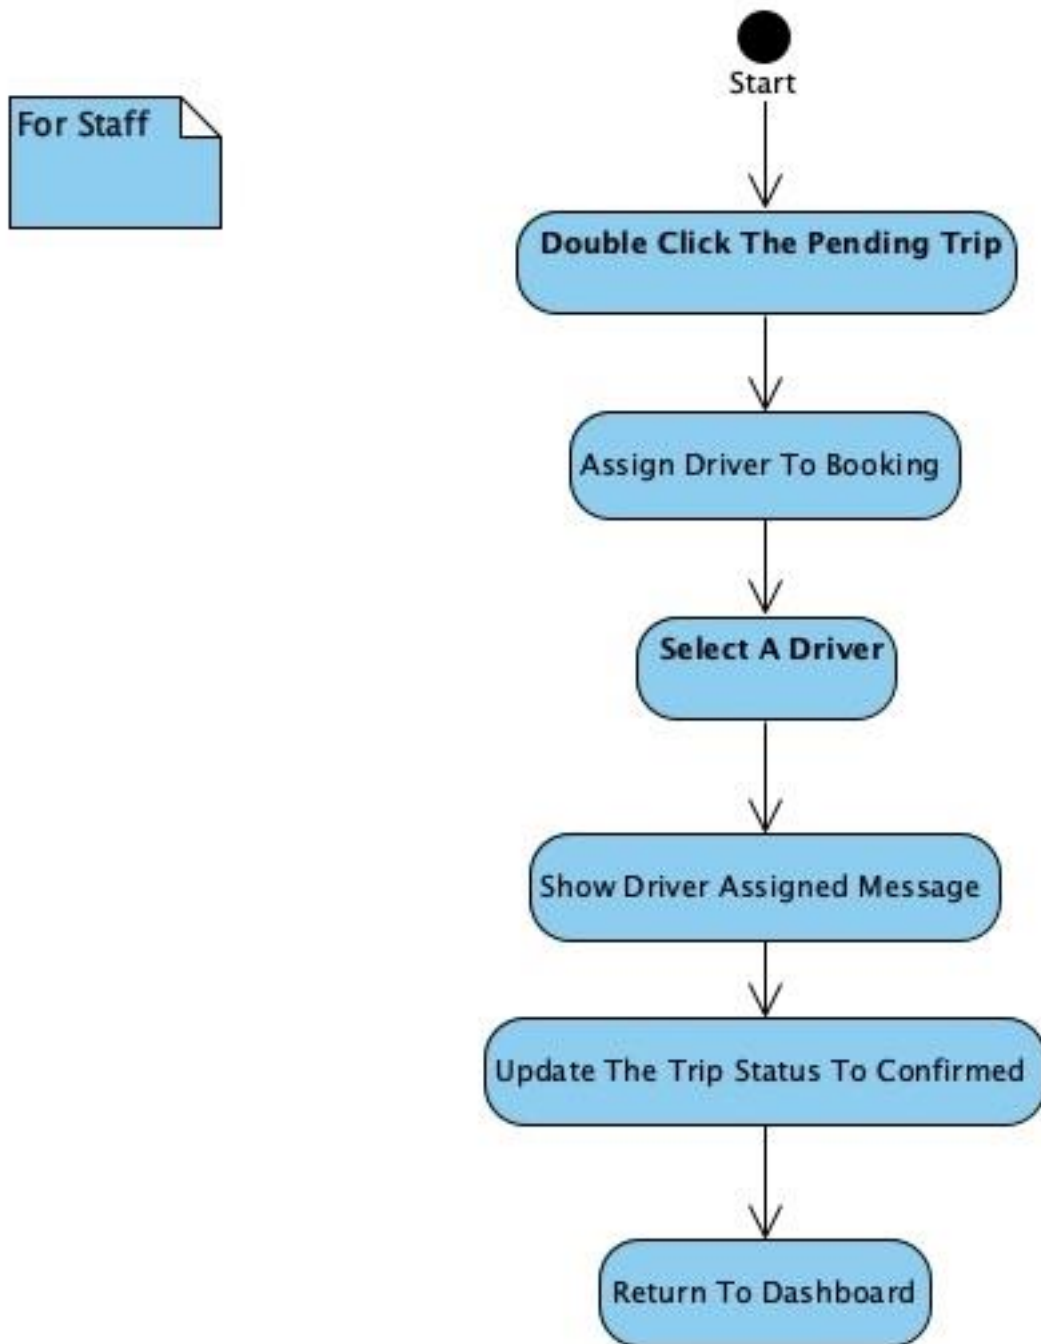 Start
For Staff
Double Click The Pending Trip
Assign Driver To Booking
Select A Driver
Show Driver Assigned Message
Update The Trip Status To Confirmed
Return To Dashboard